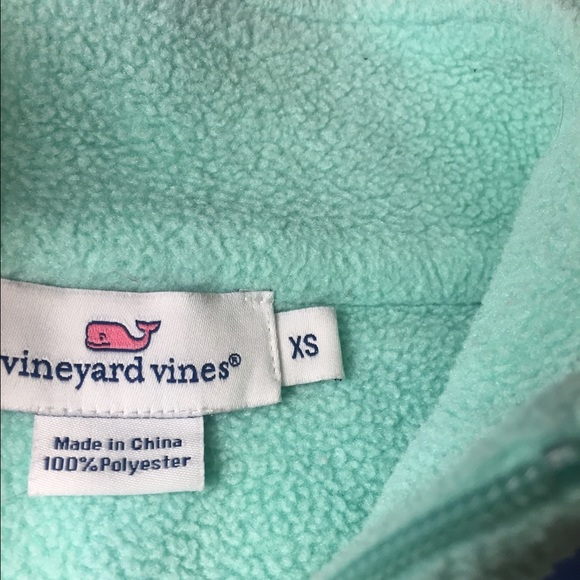 vineyard vines®
XS
Made in China
100%Polyester